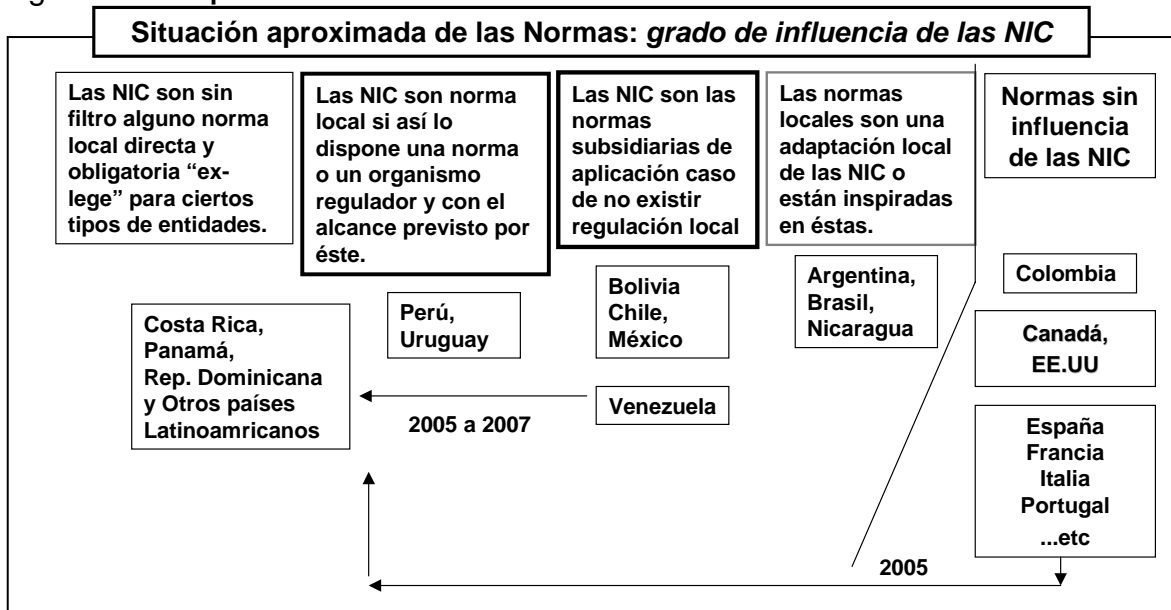 Situación aproximada de las Normas: grado de influencia de las NIC
Las NIC son sin
filtro alguno norma
local directa y
obligatoria “ex-
lege” para ciertos
tipos de entidades.
Las NIC son norma
local si así lo
dispone una norma
o un organismo
regulador y con el
alcance previsto por
éste.
Las NIC son las
normas
subsidiarias de
aplicación caso de
no existir
regulación local
Las normas
locales son una
adaptación local
de las NIC o
están inspiradas
en éstas.
Normas sin
influencia
de las NIC
Costa Rica,
Panamá,
Rep. Dominicana
y Otros países
Latinoamricanos
Perú,
Uruguay
Bolivia
Chile,
México
Venezuela
2005 a 2007
Argentina,
Brasil,
Nicaragua
Colombia
Canadá,
EE.UU
España
Francia
Italia
Portugal
...etc
2005